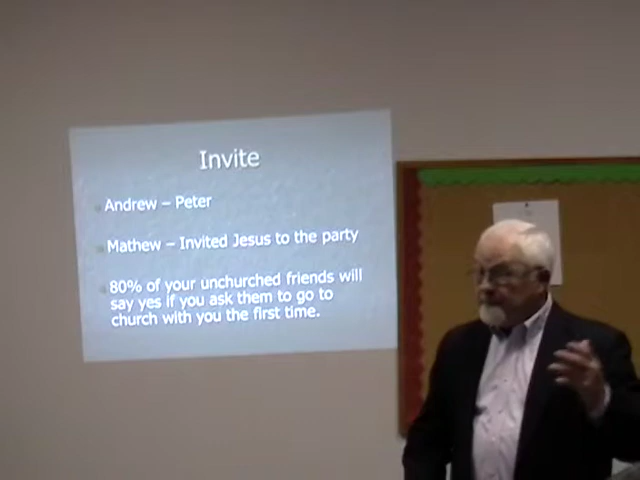 Invite
Andrew – Peter
Mathew – Invited Jesus to the party
80% of your unchurched friends will
say yes if you ask them to go to
church with you the first time.